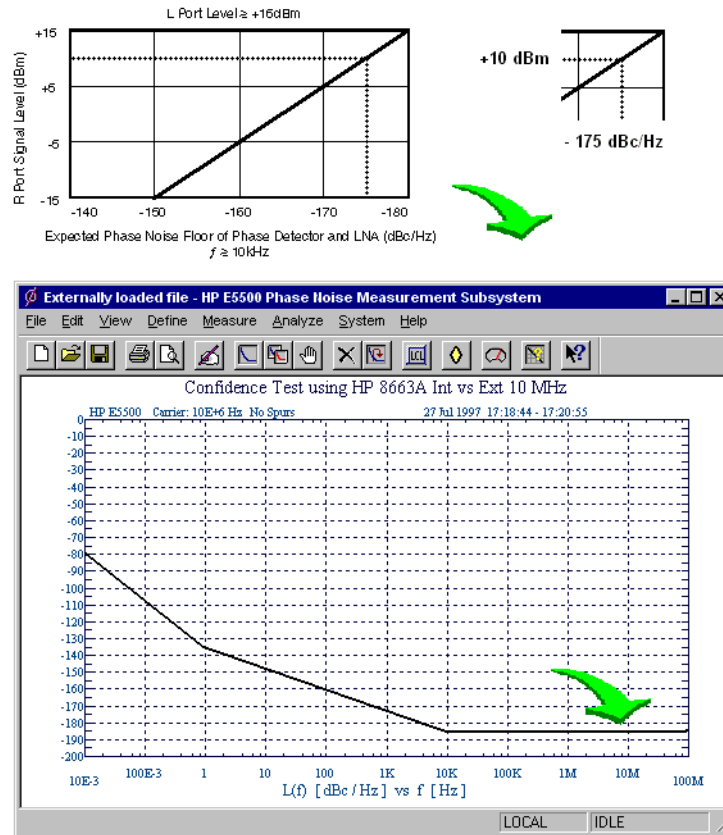 L Port Level ≥ +15dBm
+15
+5
-5
-15
R Port Signal Level (dBm)
-140 -150 -160 -170 -180
Expected Phase Noise Floor of Phase Detector and LNA (dBc/Hz)
f ≥ 10kHz
+10 dBm
- 175 dBc/Hz
Externally loaded file - HP E5500 Phase Noise Measurement Subsystem
File Edit View Define Measure Analyze System Help
LCL
Confidence Test using HP 8663A Int vs Ext 10 MHz
HP E5500 Carrier: 10E+6 Hz No Spurs 27 Jul 1997 17:18:44 - 17:20:55
0
-10
-20
-30
-40
-50
-60
-70
-80
-90
-100
-110
-120
-130
-140
-150
-160
-170
-180
-190
-200
10E-3 100E-3 1 10 100 1K 10K 100K 1M 10M 100M
L(f) [ dBc / Hz ] vs f [ Hz ]
LOCAL IDLE